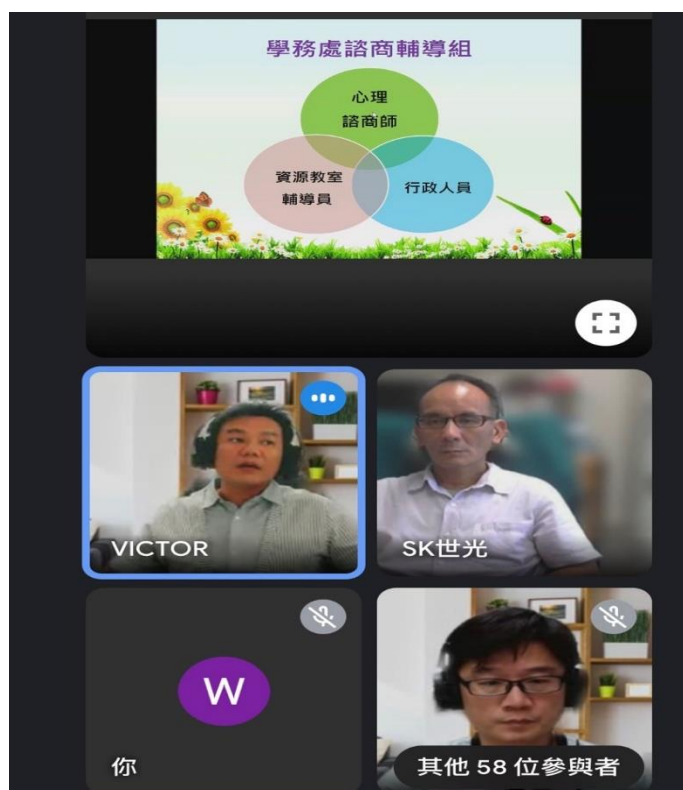 學務處諮商輔導組
心理
諮商師
資源教室
輔導員
行政人員
VICTOR
SK世光
W
你
其他 58 位參與者